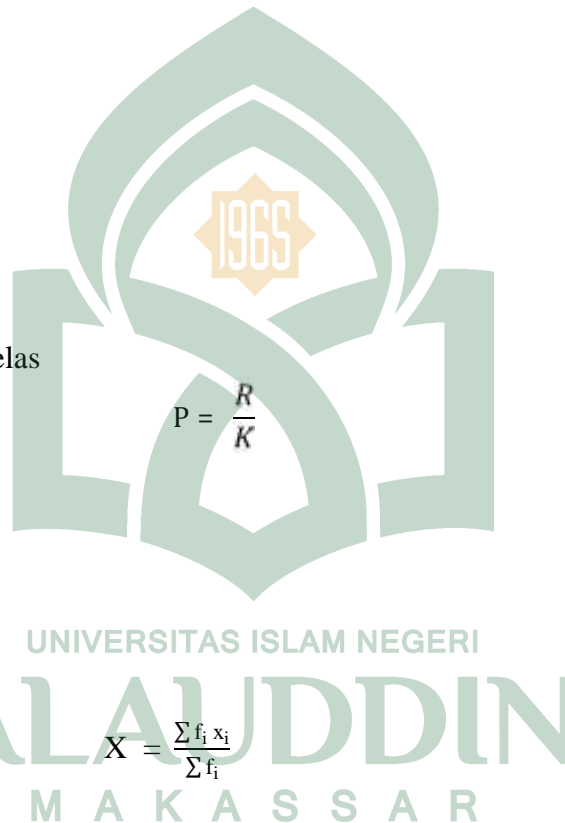 1965
elas
P = R/K
UNIVERSITAS ISLAM NEGERI
ALAUDDIN
X = ∑ fᵢ xᵢ / ∑ fᵢ
M A K A S S A R